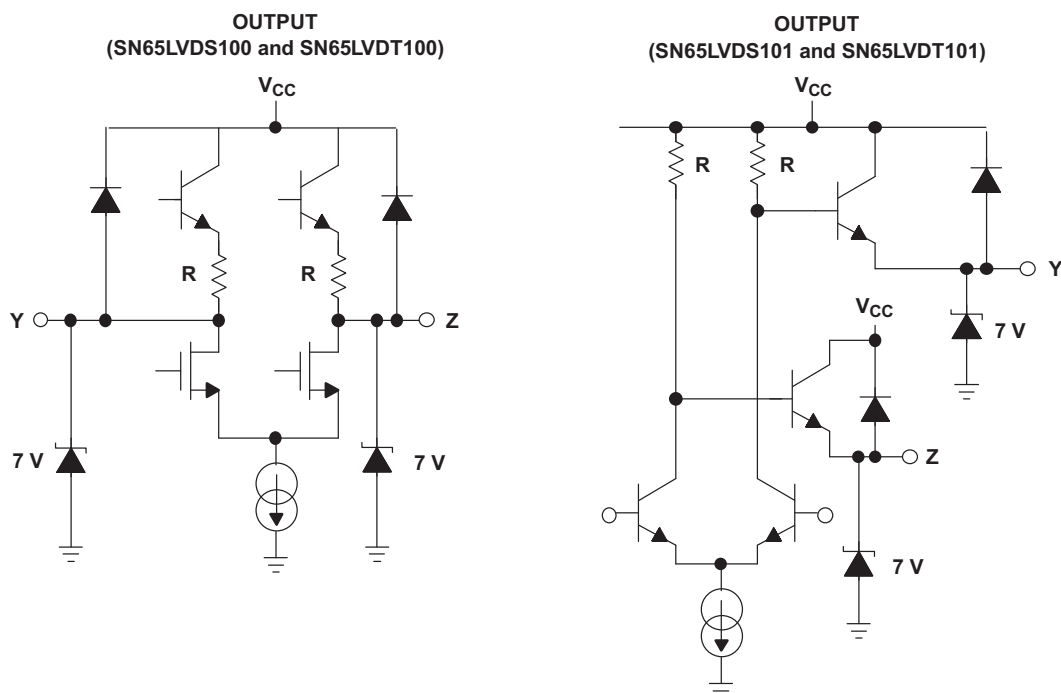 OUTPUT
(SN65LVDS100 and SN65LVDT100)
VCC
R
R
Y
Z
7 V
7 V
OUTPUT
(SN65LVDS101 and SN65LVDT101)
VCC
R
R
Y
7 V
VCC
Z
7 V